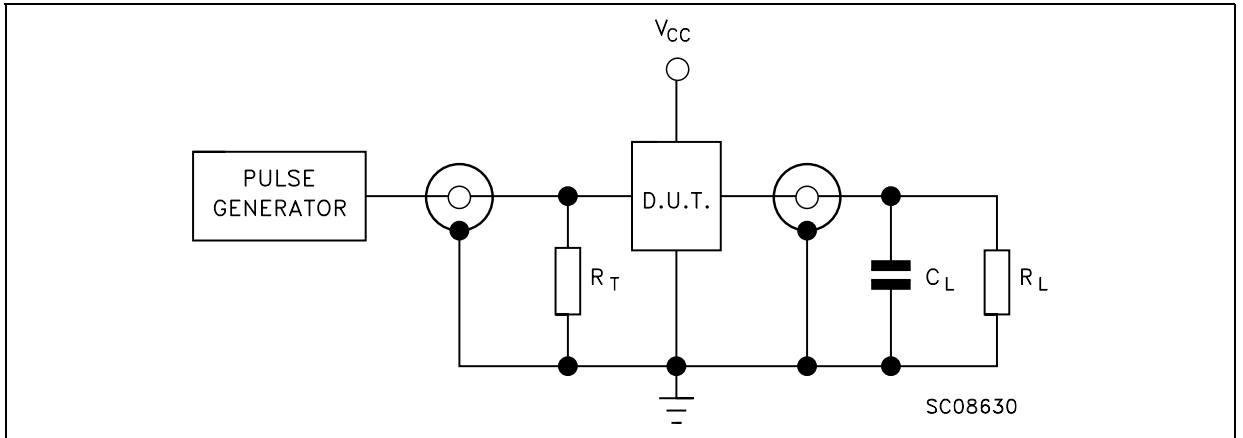 VCC
PULSE
GENERATOR
D.U.T.
RT
CL
RL
SC08630